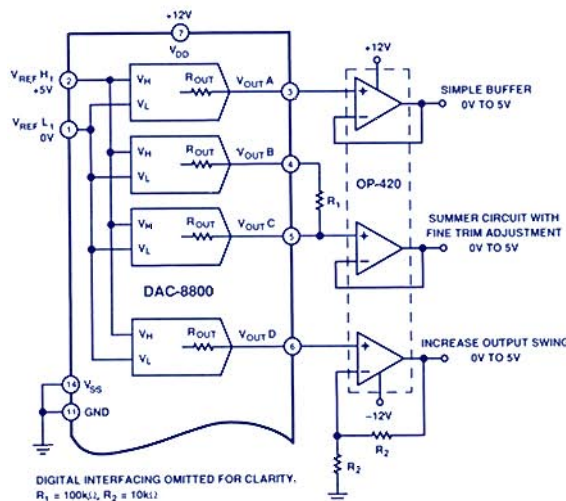 +12V
7
VDD
VREF H1
+5V
2
VREF L1
0V
1
VH
VL
ROUT
VOUT A
3
+12V
+
−
SIMPLE BUFFER
0V TO 5V
VH
VL
ROUT
VOUT B
4
R1
OP-420
VM
VL
ROUT
VOUT C
5
+
−
SUMMER CIRCUIT WITH
FINE TRIM ADJUSTMENT
0V TO 5V
DAC-8800
VH
VL
ROUT
VOUT D
6
+
−
−12V
INCREASE OUTPUT SWING
0V TO 5V
14
VSS
11
GND
R2
R2
DIGITAL INTERFACING OMITTED FOR CLARITY.
R1 = 100kΩ, R2 = 10kΩ